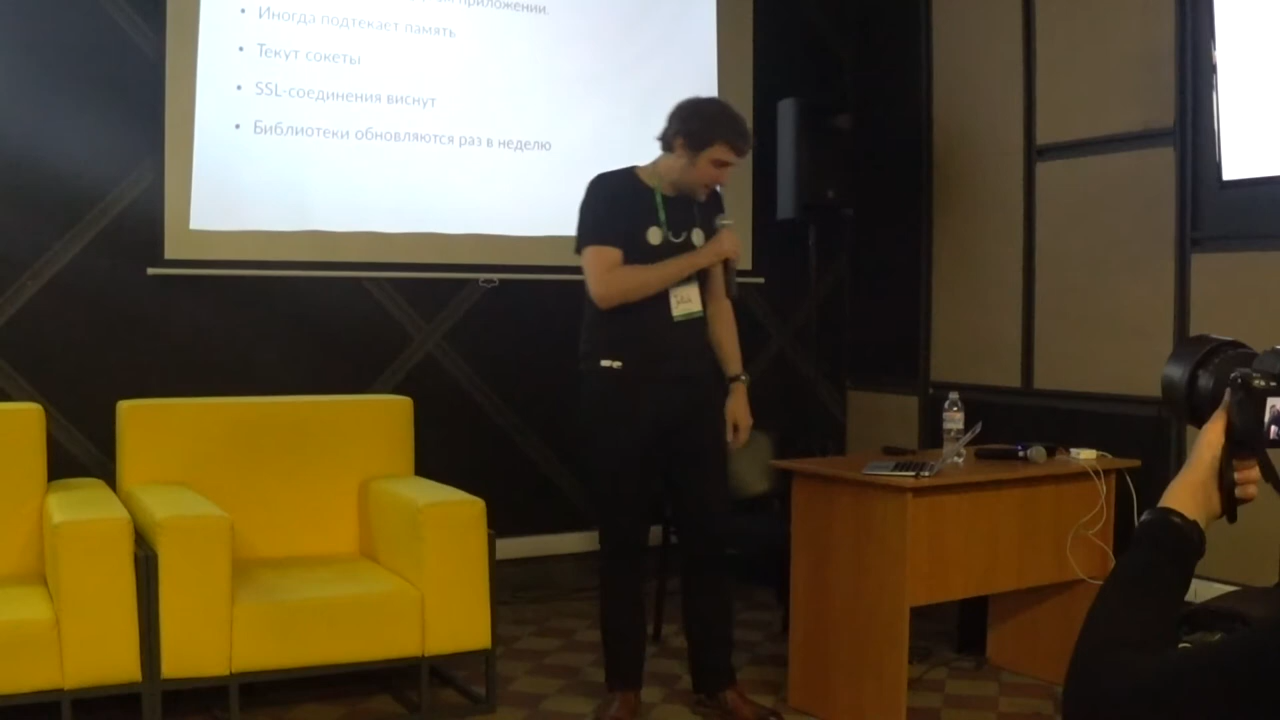 приложении.
• Иногда подтекает память
• Текут сокеты
• SSL-соединения виснут
• Библиотеки обновляются раз в неделю